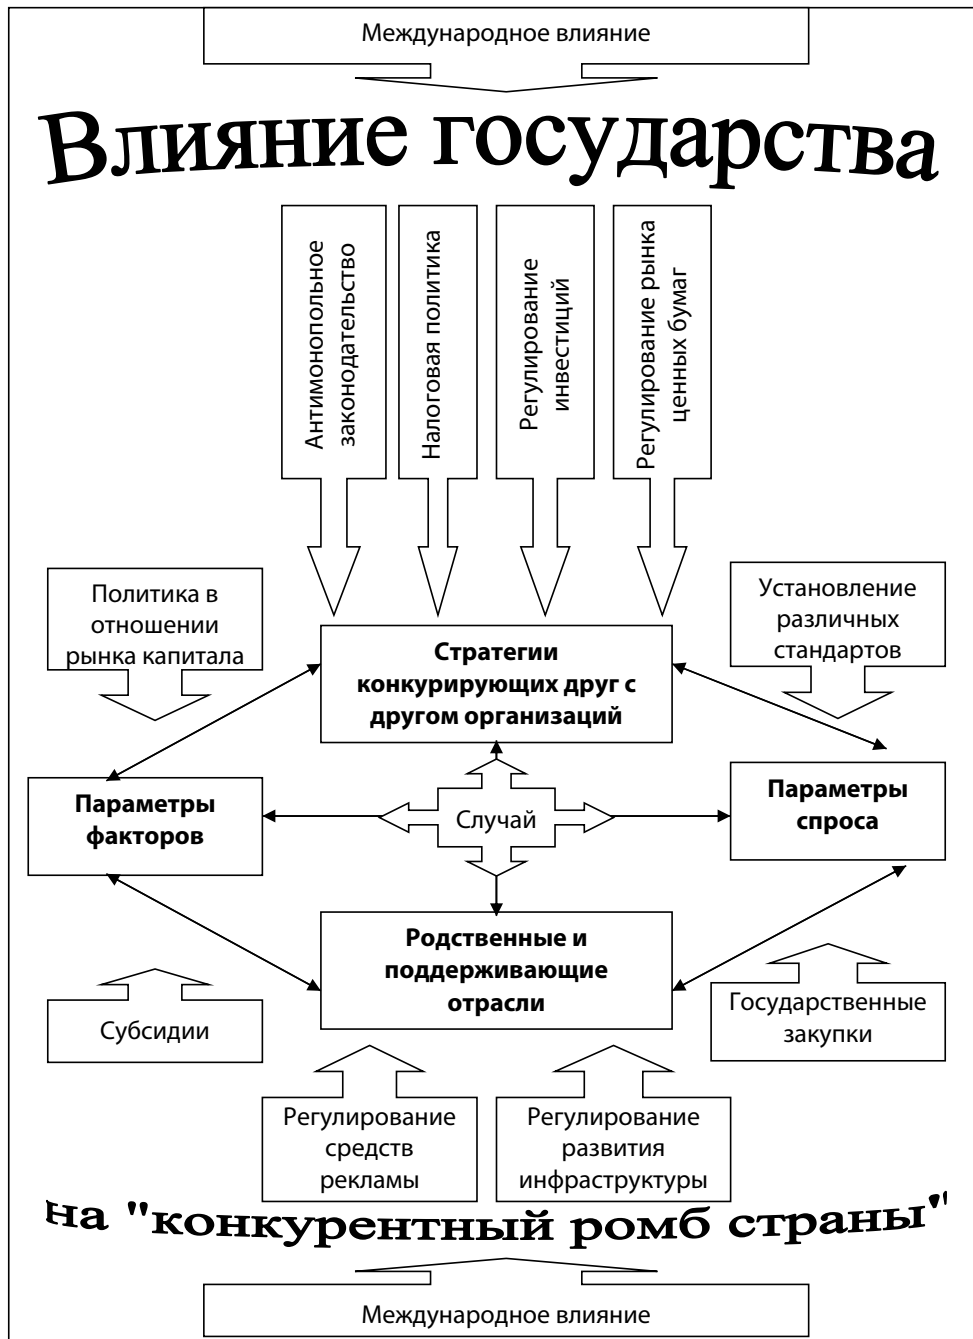 Международное влияние
Влияние государства
Антимонопольное
законодательство
Налоговая политика
Регулирование
инвестиций
Регулирование рынка
ценных бумаг
Политика в
отношении
рынка капитала
Установление
различных
стандартов
Стратегии
конкурирующих друг с
другом организаций
Параметры
факторов
Случай
Параметры
спроса
Родственные и
поддерживающие
отрасли
Субсидии
Государственные
закупки
Регулирование
средств
рекламы
Регулирование
развития
инфраструктуры
на "конкурентный ромб страны"
Международное влияние